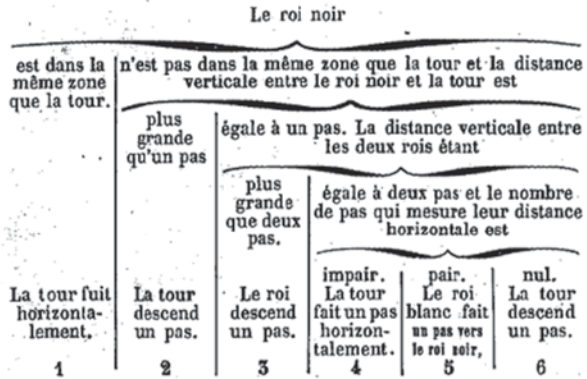 Le roi noir
est dans la
même zone
que la tour.
n'est pas dans la même zone que la tour et la distance
verticale entre le roi noir et la tour est
plus
grande
qu'un pas
égale à un pas. La distance verticale entre
les deux rois étant
plus
grande
que deux
pas.
égale à deux pas et le nombre
de pas qui mesure leur distance
horizontale est
impair.
pair.
nul.
La tour fuit
horizonta-
lement.
1
La tour
descend
un pas.
2
Le roi
descend
un pas.
3
La tour
fait un pas
horizon-
talement.
4
Le roi
blanc fait
un pas vers
le roi noir,
5
La tour
descend
un pas.
6